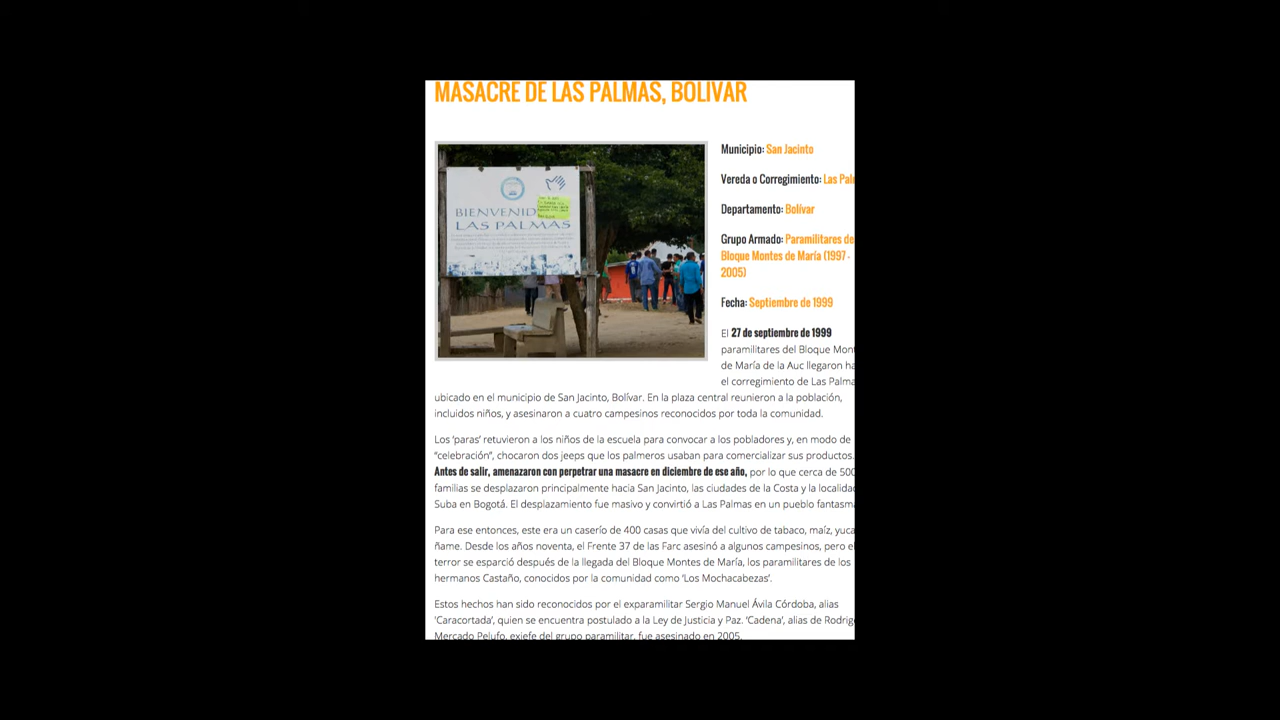 MASACRE DE LAS PALMAS, BOLIVAR
BIENVENID
LAS PALMAS
Municipio: San Jacinto
Vereda o Corregimiento: Las
Departamento: Bolívar
Grupo Armado: Paramilitares de
Bloque Montes de María (1997 -
2005)
Fecha: Septiembre de 1999
El 27 de septiembre de 1999
paramilitares del Bloque Mont
de María de la Auc llegaron ha
el corregimiento de Las Palma
ubicado en el municipio de San Jacinto, Bolívar. En la plaza central reunieron a la población,
incluidos niños, y asesinaron a cuatro campesinos reconocidos por toda la comunidad.
Los ‘paras’ retuvieron a los niños de la escuela para convocar a los pobladores y, en modo de
“celebración”, chocaron dos jeeps que los palmeros usaban para comercializar sus productos.
Antes de salir, amenazaron con perpetrar una masacre en diciembre de ese año, por lo que cerca de 500
familias se desplazaron principalmente hacia San Jacinto, las ciudades de la Costa y la localidad
Suba en Bogotá. El desplazamiento fue masivo y convirtió a Las Palmas en un pueblo fantasma
Para ese entonces, este era un caserío de 400 casas que vivía del cultivo de tabaco, maíz, yuca
ñame. Desde los años noventa, el Frente 37 de las Farc asesinó a algunos campesinos, pero el
terror se esparció después de la llegada del Bloque Montes de María, los paramilitares de los
hermanos Castaño, conocidos por la comunidad como ‘Los Mochacabezas’.
Estos hechos han sido reconocidos por el exparamilitar Sergio Manuel Ávila Córdoba, alias
'Caracortada’, quien se encuentra postulado a la Ley de Justicia y Paz. ‘Cadena’, alias de Rodrig
Mercado Pelufo, exjefe del grupo paramilitar, fue asesinado en 2005.